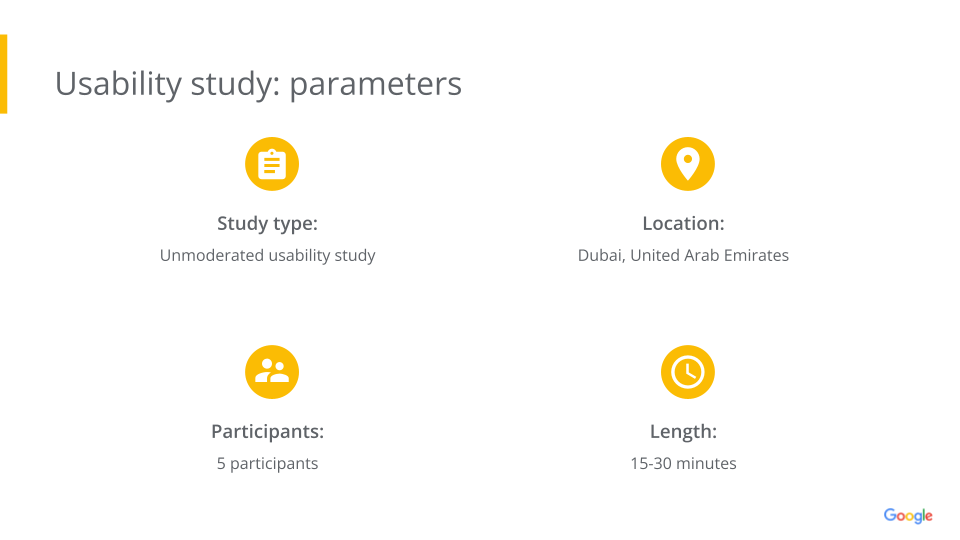 Usability study: parameters
Study type:
Unmoderated usability study
Location:
Dubai, United Arab Emirates
Participants:
5 participants
Length:
15-30 minutes
Google